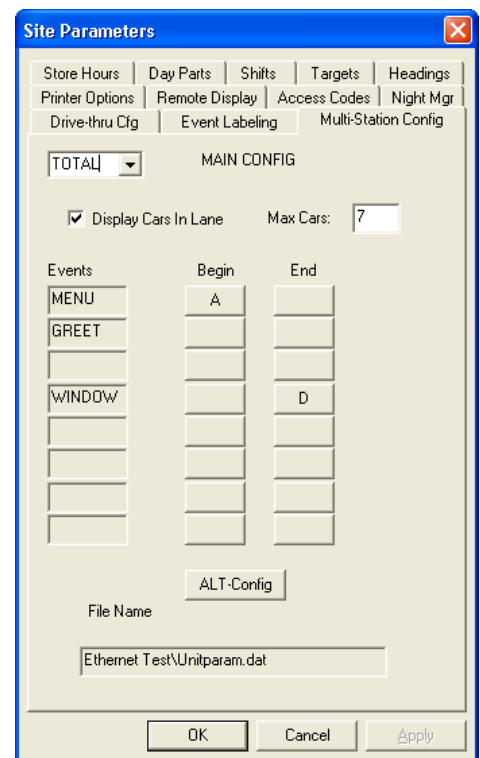 Site Parameters
Store Hours Day Parts Shifts Targets Headings
Printer Options Remote Display Access Codes Night Mgr
Drive-thru Cfg Event Labeling Multi-Station Config
TOTAL MAIN CONFIG
Display Cars In Lane Max Cars: 7
Events Begin End
MENU A
GREET
WINDOW D
ALT-Config
File Name
Ethernet Test\Unitparam.dat
OK Cancel Apply